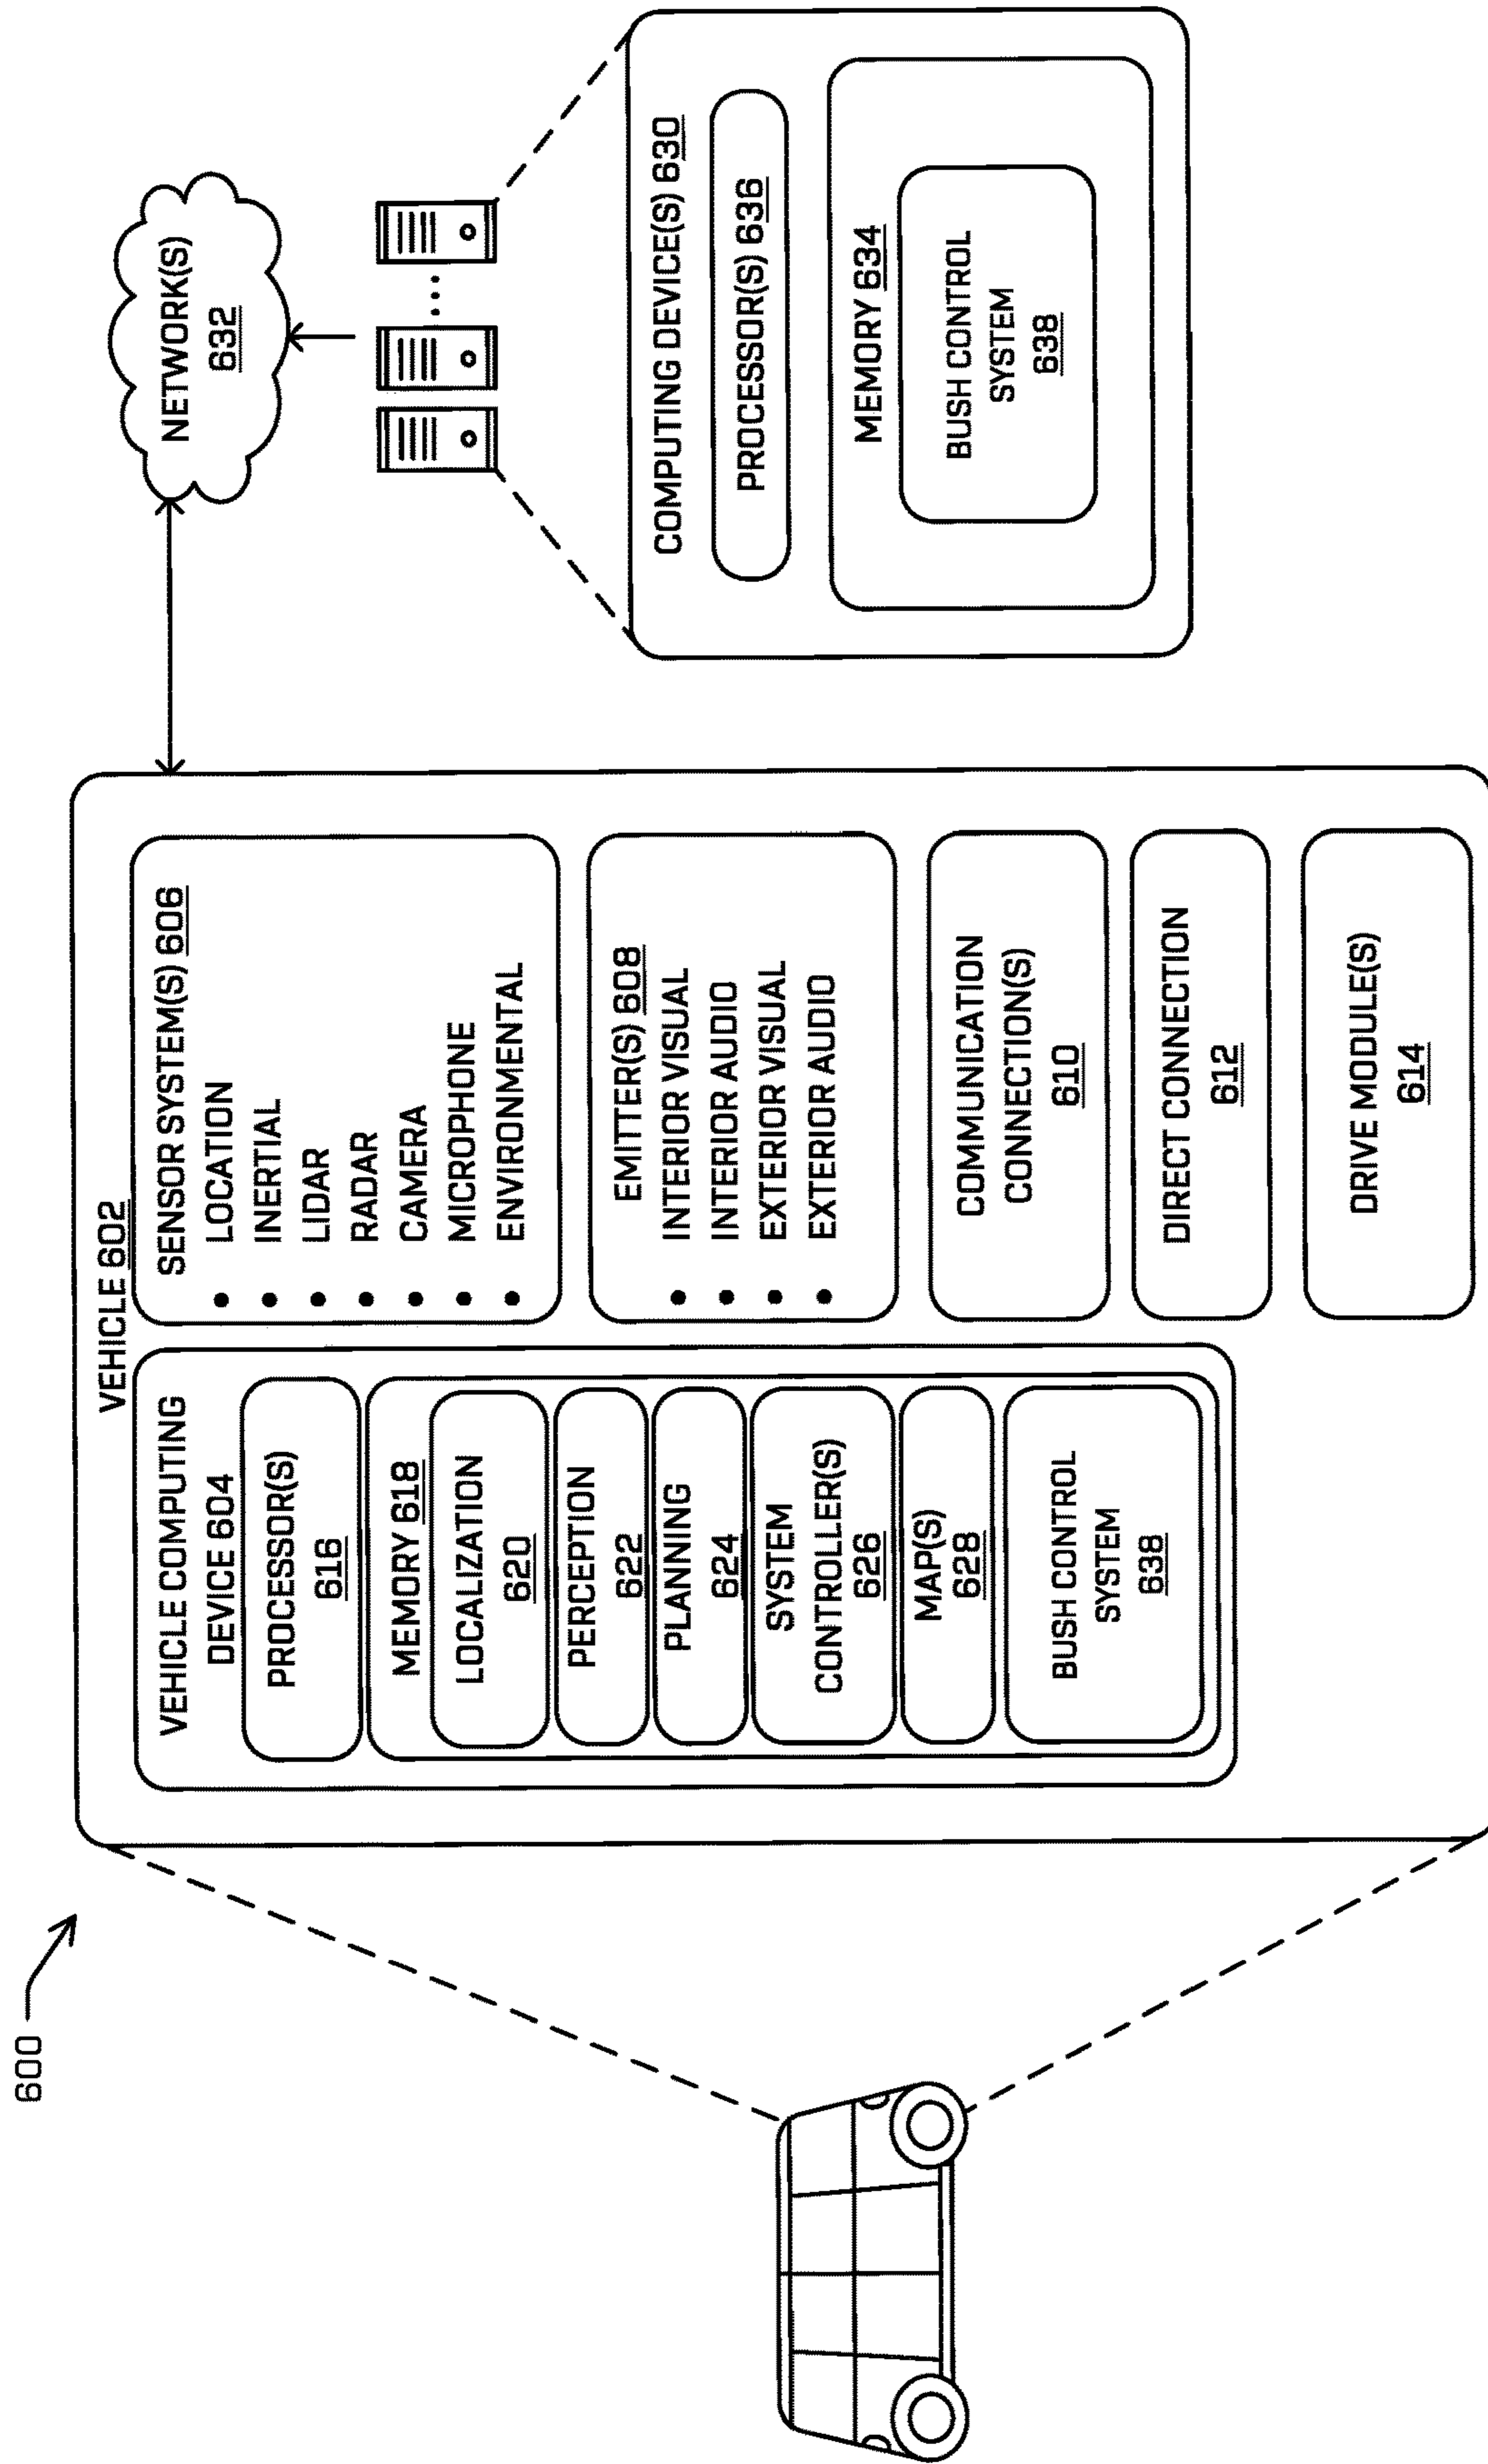 600
VEHICLE 602
VEHICLE COMPUTING
DEVICE 604
PROCESSOR(S)
616
MEMORY 618
LOCALIZATION
620
PERCEPTION
622
PLANNING
624
SYSTEM
CONTROLLER(S)
626
MAP(S)
628
BUSH CONTROL
SYSTEM
638
SENSOR SYSTEM(S) 606
• LOCATION
• INERTIAL
• LIDAR
• RADAR
• CAMERA
• MICROPHONE
• ENVIRONMENTAL
EMITTER(S) 608
• INTERIOR VISUAL
• INTERIOR AUDIO
• EXTERIOR VISUAL
• EXTERIOR AUDIO
COMMUNICATION
CONNECTION(S)
610
DIRECT CONNECTION
612
DRIVE MODULE(S)
614
NETWORK(S)
632
COMPUTING DEVICE(S) 630
PROCESSOR(S) 636
MEMORY 634
BUSH CONTROL
SYSTEM
638